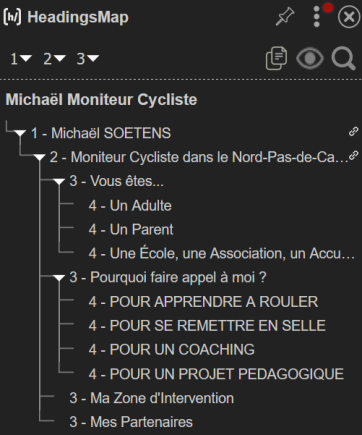 [h/] HeadingsMap
1 2 3
Michaël Moniteur Cycliste
1 - Michaël SOETENS
2 - Moniteur Cycliste dans le Nord-Pas-de-Ca...
3 - Vous êtes...
4 - Un Adulte
4 - Un Parent
4 - Une École, une Association, un Accu...
3 - Pourquoi faire appel à moi ?
4 - POUR APPRENDRE A ROULER
4 - POUR SE REMETTRE EN SELLE
4 - POUR UN COACHING
4 - POUR UN PROJET PEDAGOGIQUE
3 - Ma Zone d'Intervention
3 - Mes Partenaires